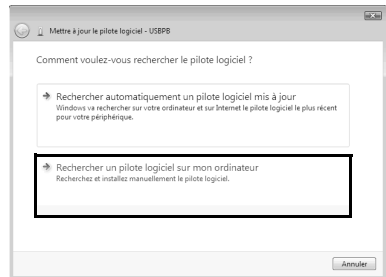 Mettre à jour le pilote logiciel - USBPB
Comment voulez-vous rechercher le pilote logiciel ?
Rechercher automatiquement un pilote logiciel mis à jour
Windows va rechercher sur votre ordinateur et sur Internet le pilote logiciel le plus récent
pour votre périphérique.
Rechercher un pilote logiciel sur mon ordinateur
Recherchez et installez manuellement le pilote logiciel.
Annuler